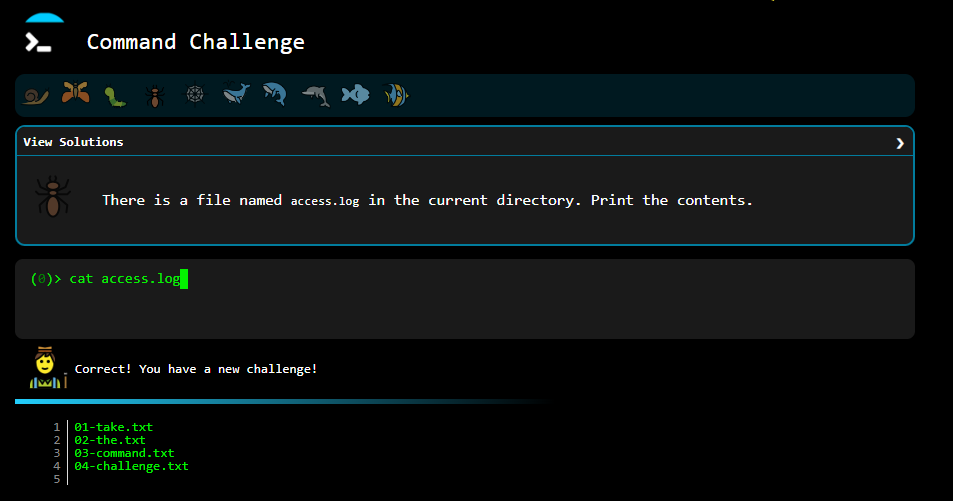 Command Challenge
View Solutions ❯
There is a file named access.log in the current directory. Print the contents.
(0)> cat access.log
Correct! You have a new challenge!
1 01-take.txt
2 02-the.txt
3 03-command.txt
4 04-challenge.txt
5